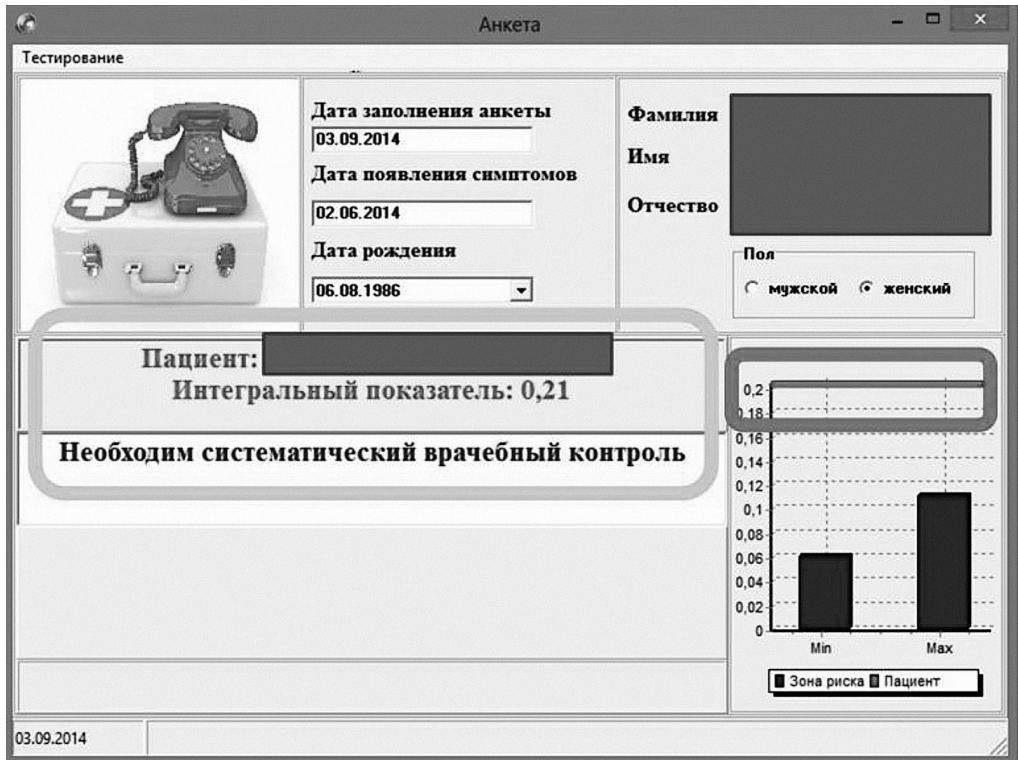 Анкета
Тестирование
Дата заполнения анкеты
03.09.2014
Дата появления симптомов
02.06.2014
Дата рождения
06.08.1986
Фамилия
Имя
Отчество
Пол
мужской женский
Пациент:
Интегральный показатель: 0,21
Необходим систематический врачебный контроль
0,2
0,18
0,16
0,14
0,12
0,1
0,08
0,06
0,04
0,02
0
Min Max
Зона риска Пациент
03.09.2014